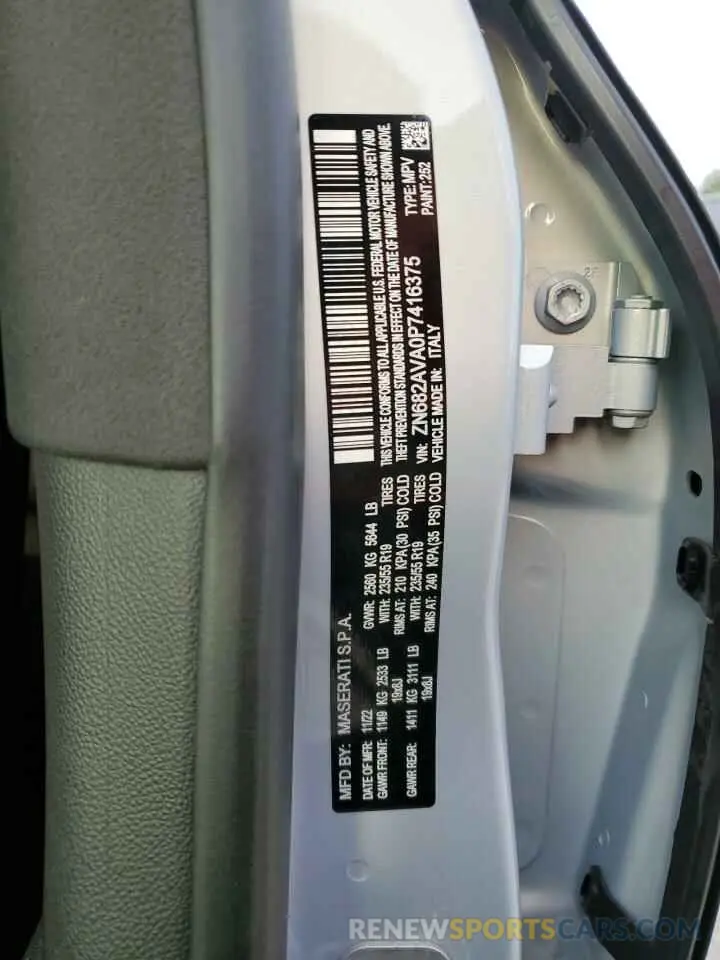 MFD BY: MASERATI S.P.A.
DATE OF MFR: 11/22 GVWR: 2560 KG 5644 LB
GAWR FRONT: 1149 KG 2533 LB WITH: 235/55 R19 TIRES
19x8J RIMS AT: 210 KPA(30 PSI) COLD
GAWR REAR: 1411 KG 3111 LB WITH: 235/55 R19 TIRES
19x8J RIMS AT: 240 KPA(35 PSI) COLD
THIS VEHICLE CONFORMS TO ALL APPLICABLE U.S. FEDERAL MOTOR VEHICLE SAFETY AND
THEFT PREVENTION STANDARDS IN EFFECT ON THE DATE OF MANUFACTURE SHOWN ABOVE.
VIN: ZN682AVA0P7416375 TYPE: MPV
VEHICLE MADE IN: ITALY PAINT: 252
RENEWSPORTSCARS.COM